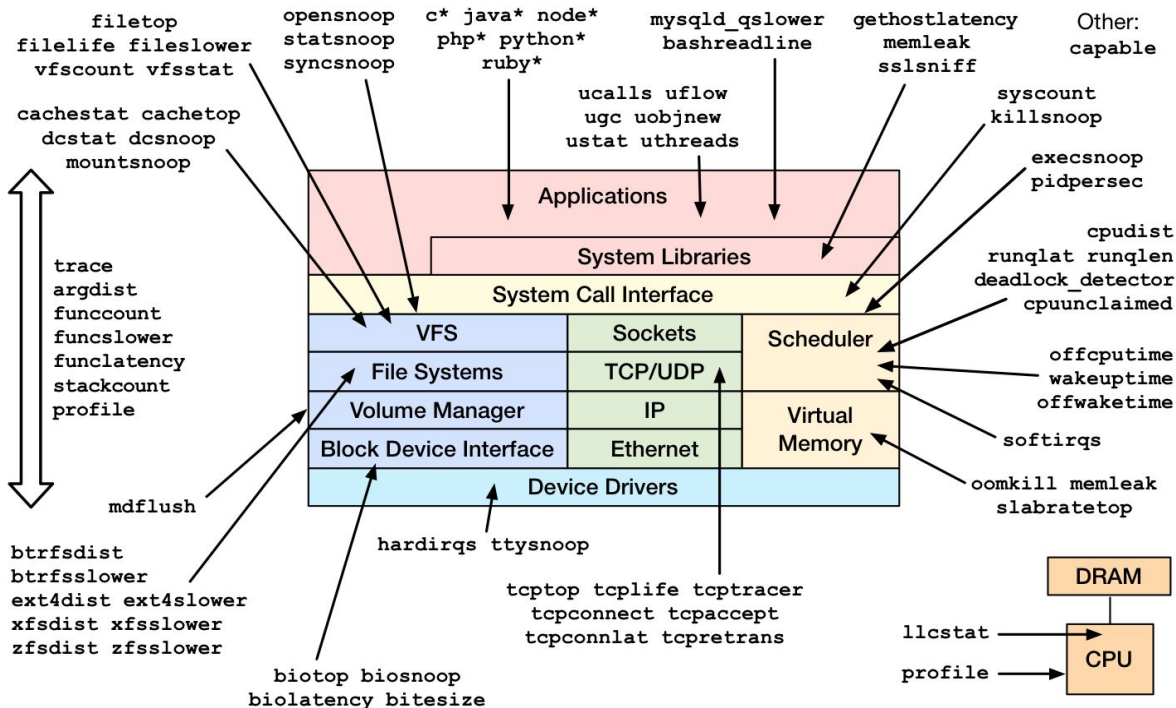 filetop
filelife fileslower
vfscount vfsstat
opensnoop
statsnoop
syncsnoop
c* java* node*
php* python*
ruby*
mysqld_qslower
bashreadline
gethostlatency
memleak
sslsniff
Other:
capable
cachestat cachetop
dcstat dcsnoop
mountsnoop
ucalls uflow
ugc uobjnew
ustat uthreads
syscount
killsnoop
execsnoop
pidpersec
Applications
System Libraries
System Call Interface
VFS
Sockets
Scheduler
File Systems
TCP/UDP
Volume Manager
IP
Virtual
Memory
Block Device Interface
Ethernet
Device Drivers
trace
argdist
funccount
funcslower
funclatency
stackcount
profile
cpudist
runqlat runqlen
deadlock_detector
cpuunclaimed
offcputime
wakeuptime
offwaketime
softirqs
oomkill memleak
slabratetop
mdflush
hardirqs ttysnoop
btrfsdist
btrfsslower
ext4dist ext4slower
xfsdist xfsslower
zfsdist zfsslower
tcptop tcplife tcptracer
tcpconnect tcpaccept
tcpconnlat tcpretrans
biotop biosnoop
biolatency bitesize
DRAM
llcstat
CPU
profile